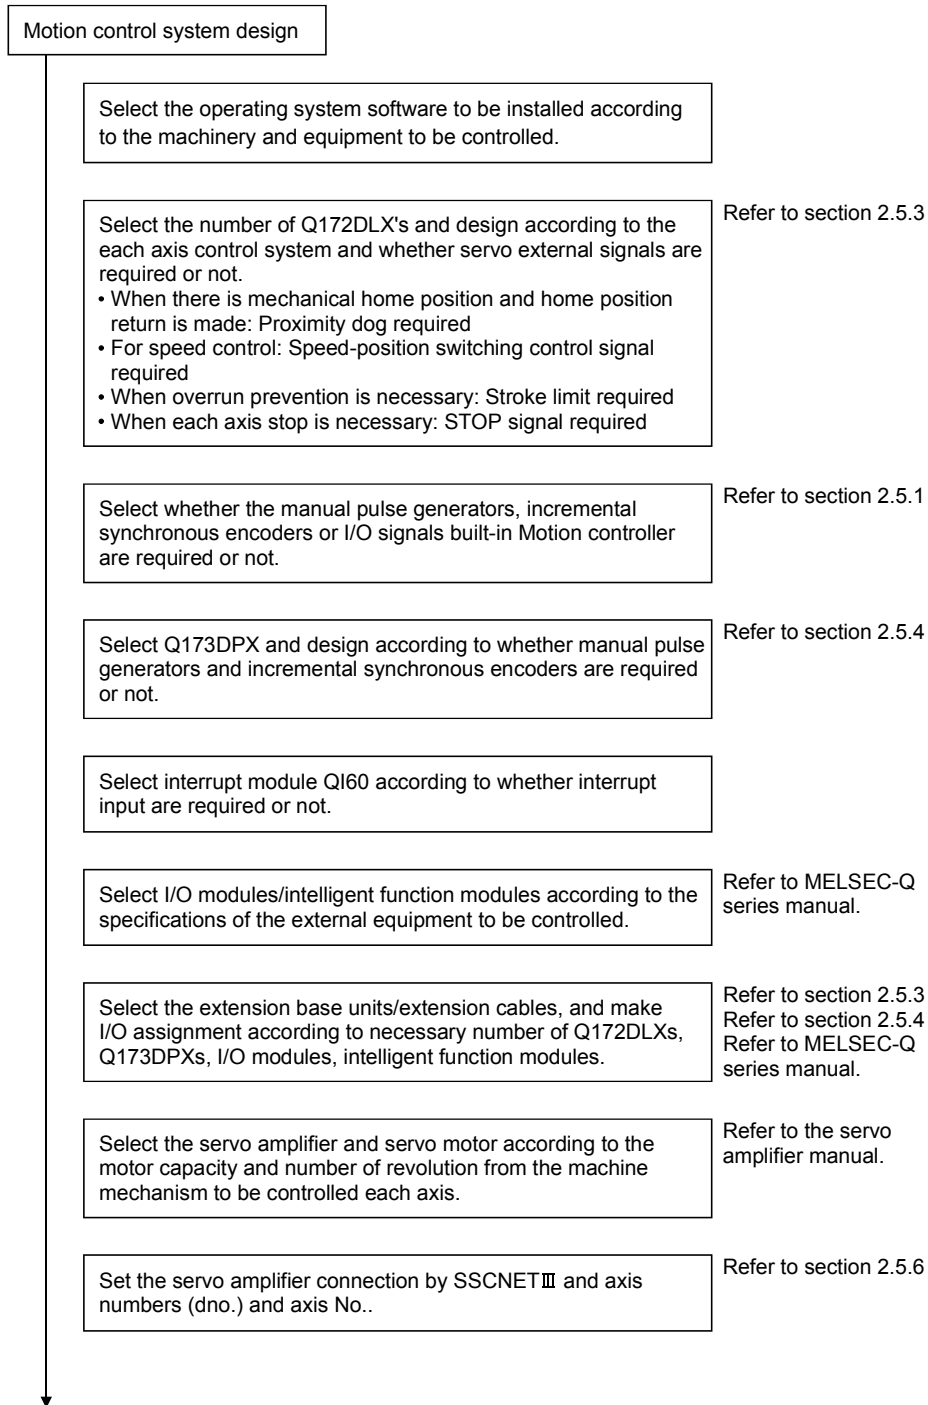 Motion control system design
Select the operating system software to be installed according
to the machinery and equipment to be controlled.
Select the number of Q172DLX's and design according to the
each axis control system and whether servo external signals are
required or not.
• When there is mechanical home position and home position
return is made: Proximity dog required
• For speed control: Speed-position switching control signal
required
• When overrun prevention is necessary: Stroke limit required
• When each axis stop is necessary: STOP signal required
Refer to section 2.5.3
Select whether the manual pulse generators, incremental
synchronous encoders or I/O signals built-in Motion controller
are required or not.
Refer to section 2.5.1
Select Q173DPX and design according to whether manual pulse
generators and incremental synchronous encoders are required
or not.
Refer to section 2.5.4
Select interrupt module QI60 according to whether interrupt
input are required or not.
Select I/O modules/intelligent function modules according to the
specifications of the external equipment to be controlled.
Refer to MELSEC-Q
series manual.
Select the extension base units/extension cables, and make
I/O assignment according to necessary number of Q172DLXs,
Q173DPXs, I/O modules, intelligent function modules.
Refer to section 2.5.3
Refer to section 2.5.4
Refer to MELSEC-Q
series manual.
Select the servo amplifier and servo motor according to the
motor capacity and number of revolution from the machine
mechanism to be controlled each axis.
Refer to the servo
amplifier manual.
Set the servo amplifier connection by SSCNETⅢ and axis
numbers (dno.) and axis No..
Refer to section 2.5.6